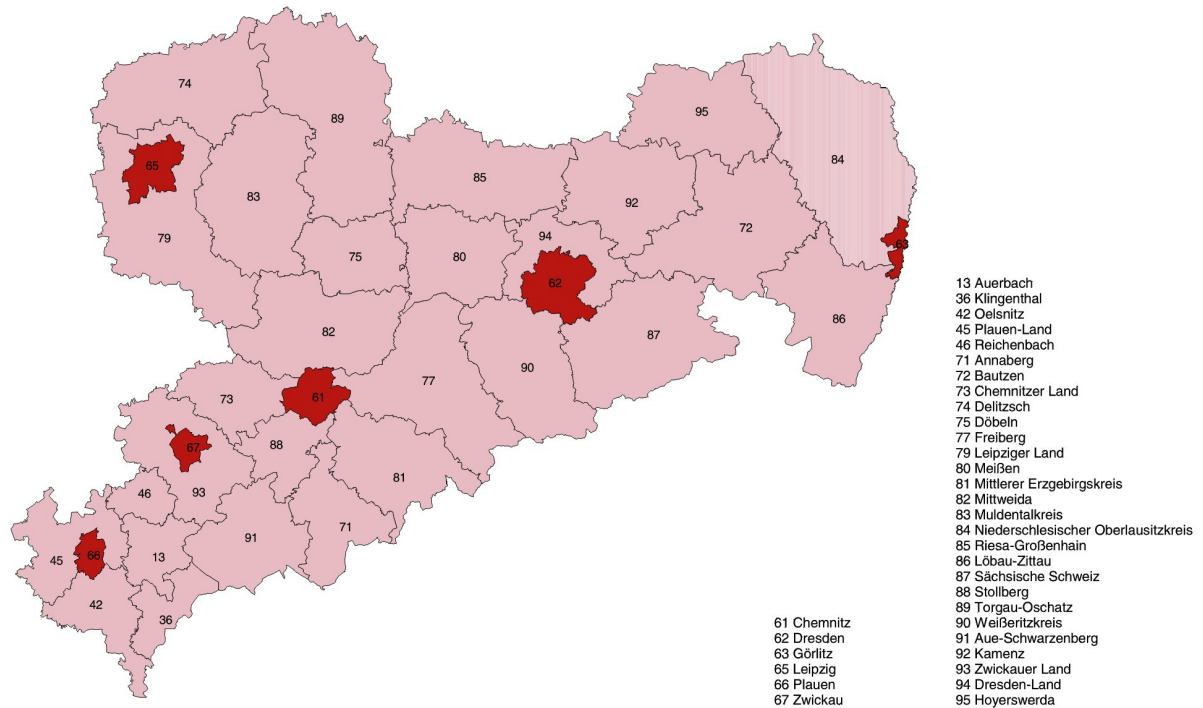 74
89
95
84
65
83
85
92
79
75
80
94
72
63
62
86
82
87
90
77
73
61
67
88
81
46
93
71
91
45
66
13
42
36
61 Chemnitz
62 Dresden
63 Görlitz
65 Leipzig
66 Plauen
67 Zwickau
13 Auerbach
36 Klingenthal
42 Oelsnitz
45 Plauen-Land
46 Reichenbach
71 Annaberg
72 Bautzen
73 Chemnitzer Land
74 Delitzsch
75 Döbeln
77 Freiberg
79 Leipziger Land
80 Meißen
81 Mittlerer Erzgebirgskreis
82 Mittweida
83 Muldentalkreis
84 Niederschlesischer Oberlausitzkreis
85 Riesa-Großenhain
86 Löbau-Zittau
87 Sächsische Schweiz
88 Stollberg
89 Torgau-Oschatz
90 Weißeritzkreis
91 Aue-Schwarzenberg
92 Kamenz
93 Zwickauer Land
94 Dresden-Land
95 Hoyerswerda